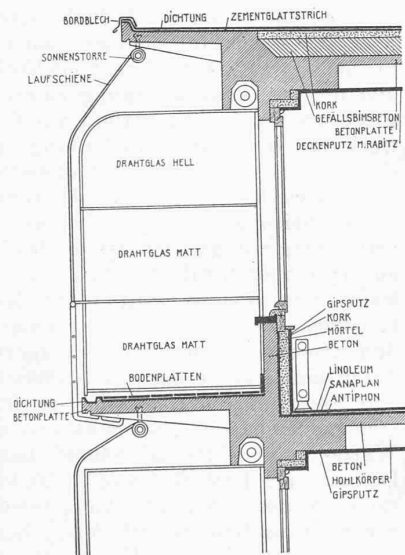 BORDBLECH
DICHTUNG
ZEMENTGLATTSTRICH
SONNENSTORRE
LAUFSCHIENE
KORK
GEFÄLLSBIMSBETON
BETONPLATTE
DECKENPUTZ M.RABITZ
DRAHTGLAS HELL
DRAHTGLAS MATT
DRAHTGLAS MATT
GIPSPUTZ
KORK
MÖRTEL
BETON
BODENPLATTEN
LINOLEUM
SANAPLAN
ANTIPHON
DICHTUNG
BETONPLATTE
BETON
HOHLKÖRPER
GIPSPUTZ